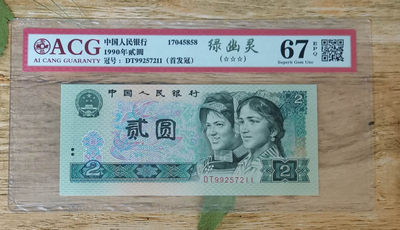 ACG
AI CANG GUARANTY
中国人民银行
17045858
1990年贰圆
冠号：DT99257211（首发冠）
绿幽灵
(☆☆☆)
67 EPQ
Superb Gem Unc
中国人民银行
2
贰圆
2
2
DT99257211